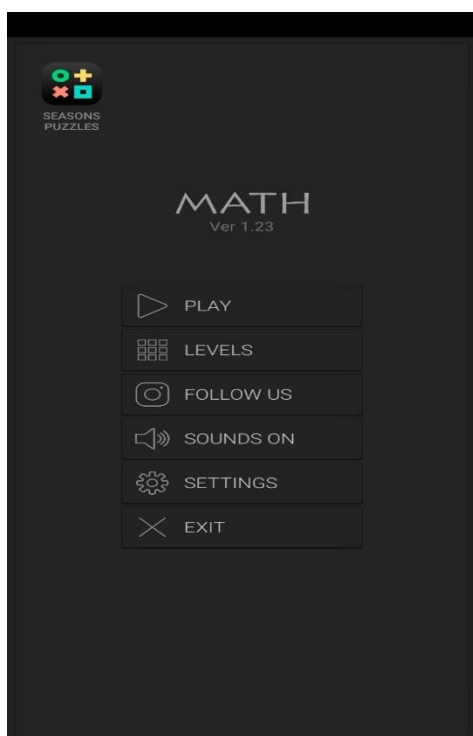 SEASONS
PUZZLES
MATH
Ver 1.23
PLAY
LEVELS
FOLLOW US
SOUNDS ON
SETTINGS
EXIT